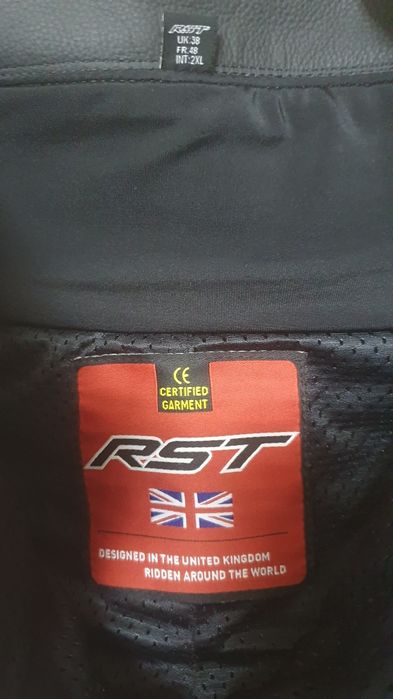 RST
UK:38
FR:48
INT:2XL
CE
CERTIFIED
GARMENT
RST
DESIGNED IN THE UNITED KINGDOM
RIDDEN AROUND THE WORLD